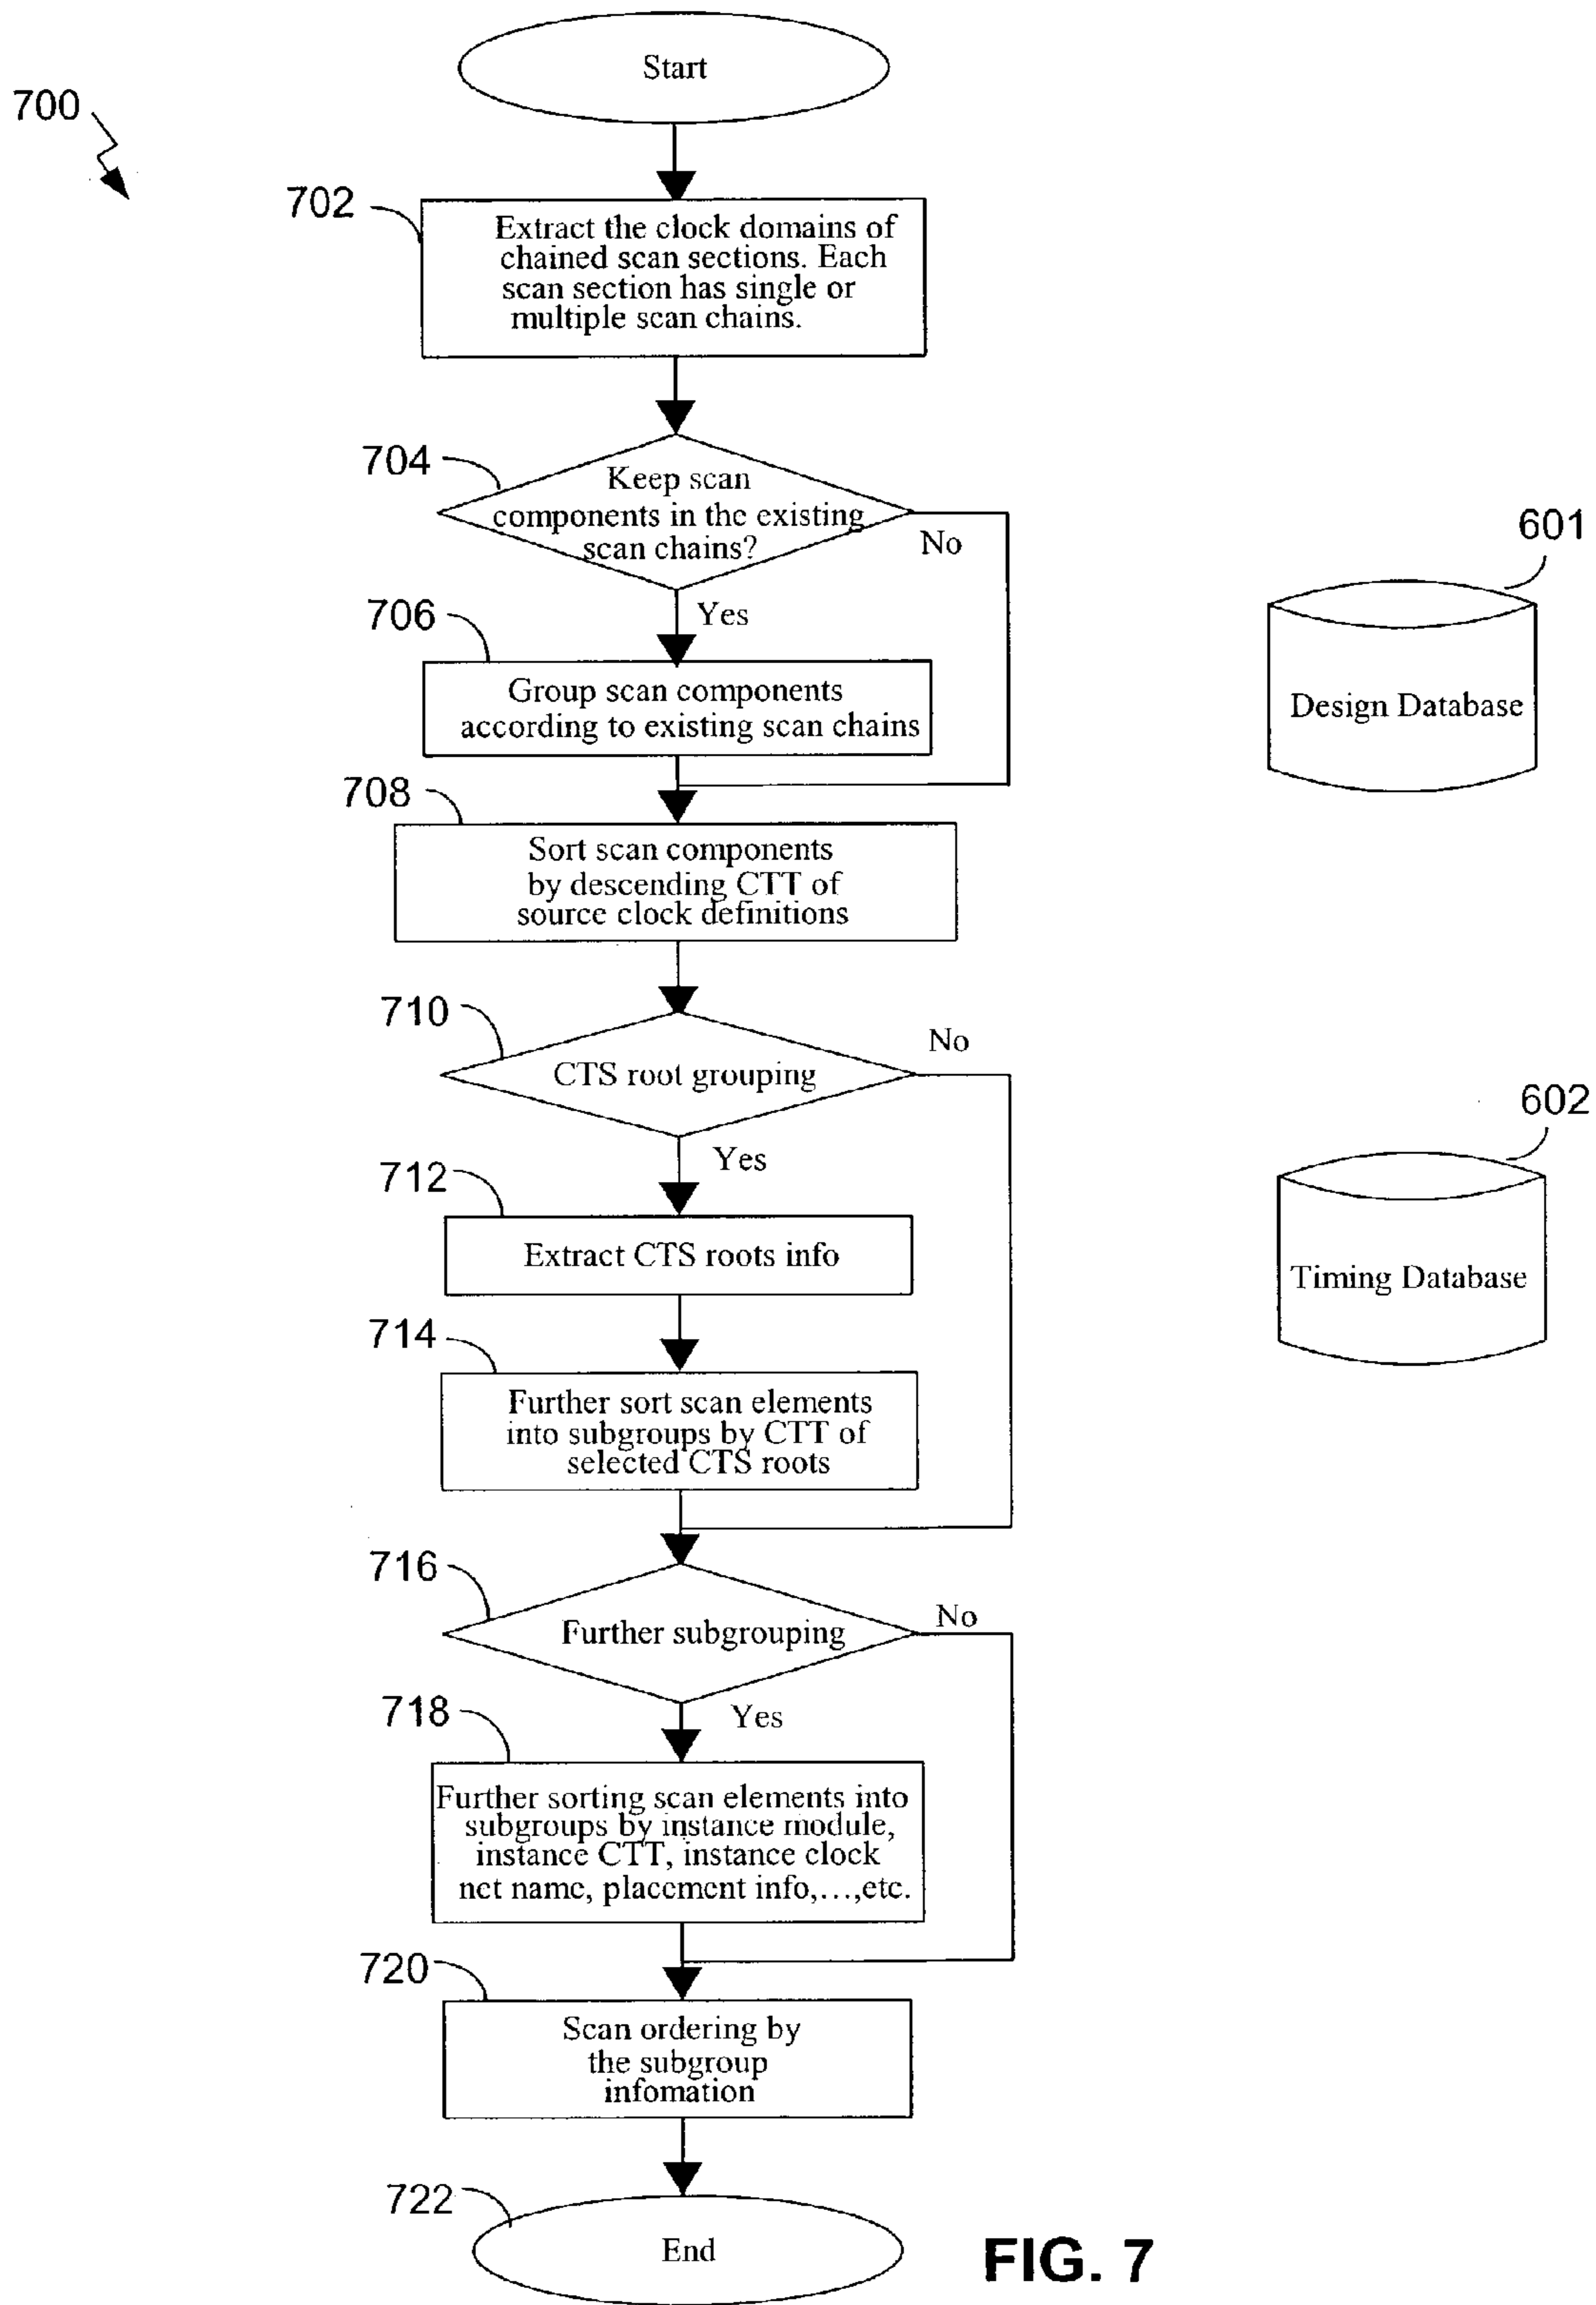 Start
700
702
Extract the clock domains of
chained scan sections. Each
scan section has single or
multiple scan chains.
704
Keep scan
components in the existing
scan chains?
No
601
Yes
706
Group scan components
according to existing scan chains
Design Database
708
Sort scan components
by descending CTT of
source clock definitions
710
No
CTS root grouping
602
Yes
712
Extract CTS roots info
Timing Database
714
Further sort scan elements
into subgroups by CTT of
selected CTS roots
716
No
Further subgrouping
718
Yes
Further sorting scan elements into
subgroups by instance module,
instance CTT, instance clock
net name, placement info,...,etc.
720
Scan ordering by
the subgroup
infomation
722
End
FIG. 7